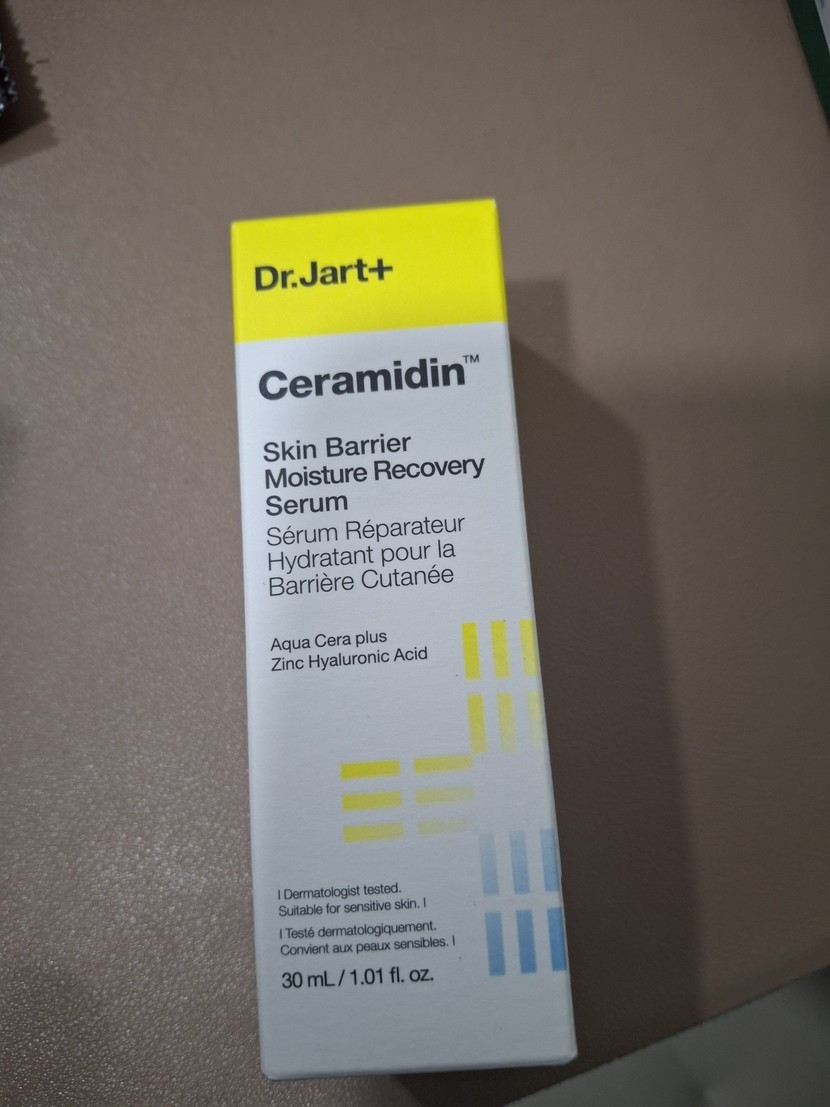 Dr.Jart+
Ceramidin™
Skin Barrier
Moisture Recovery
Serum
Sérum Réparateur
Hydratant pour la
Barrière Cutanée
Aqua Cera plus
Zinc Hyaluronic Acid
| Dermatologist tested.
Suitable for sensitive skin. |
| Testé dermatologiquement.
Convient aux peaux sensibles. |
30 mL / 1.01 fl. oz.